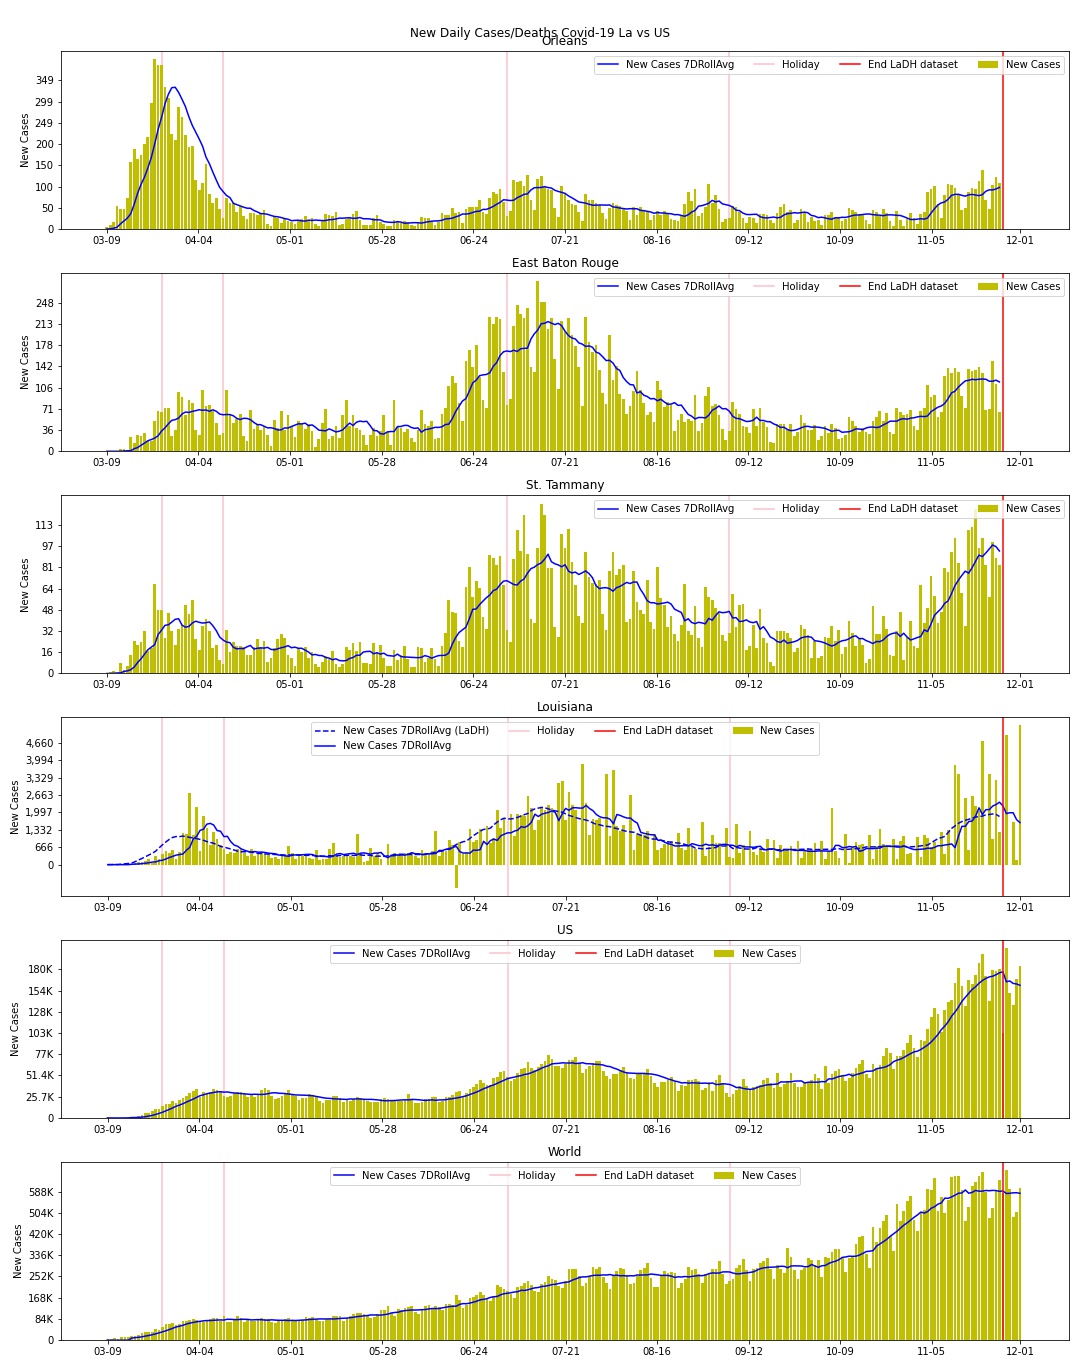 New Daily Cases/Deaths Covid-19 La vs US
Orleans
New Cases 7DRollAvg Holiday End LaDH dataset New Cases
349
299
249
200
150
100
50
0
New Cases
03-09 04-04 05-01 05-28 06-24 07-21 08-16 09-12 10-09 11-05 12-01
East Baton Rouge
New Cases 7DRollAvg Holiday End LaDH dataset New Cases
248
213
178
142
106
71
36
0
New Cases
03-09 04-04 05-01 05-28 06-24 07-21 08-16 09-12 10-09 11-05 12-01
St. Tammany
New Cases 7DRollAvg Holiday End LaDH dataset New Cases
113
97
81
64
48
32
16
0
New Cases
03-09 04-04 05-01 05-28 06-24 07-21 08-16 09-12 10-09 11-05 12-01
Louisiana
New Cases 7DRollAvg (LaDH) Holiday End LaDH dataset New Cases
New Cases 7DRollAvg
4,660
3,994
3,329
2,663
1,997
1,332
666
0
New Cases
03-09 04-04 05-01 05-28 06-24 07-21 08-16 09-12 10-09 11-05 12-01
US
New Cases 7DRollAvg Holiday End LaDH dataset New Cases
180K
154K
128K
103K
77K
51.4K
25.7K
0
New Cases
03-09 04-04 05-01 05-28 06-24 07-21 08-16 09-12 10-09 11-05 12-01
World
New Cases 7DRollAvg Holiday End LaDH dataset New Cases
588K
504K
420K
336K
252K
168K
84K
0
New Cases
03-09 04-04 05-01 05-28 06-24 07-21 08-16 09-12 10-09 11-05 12-01